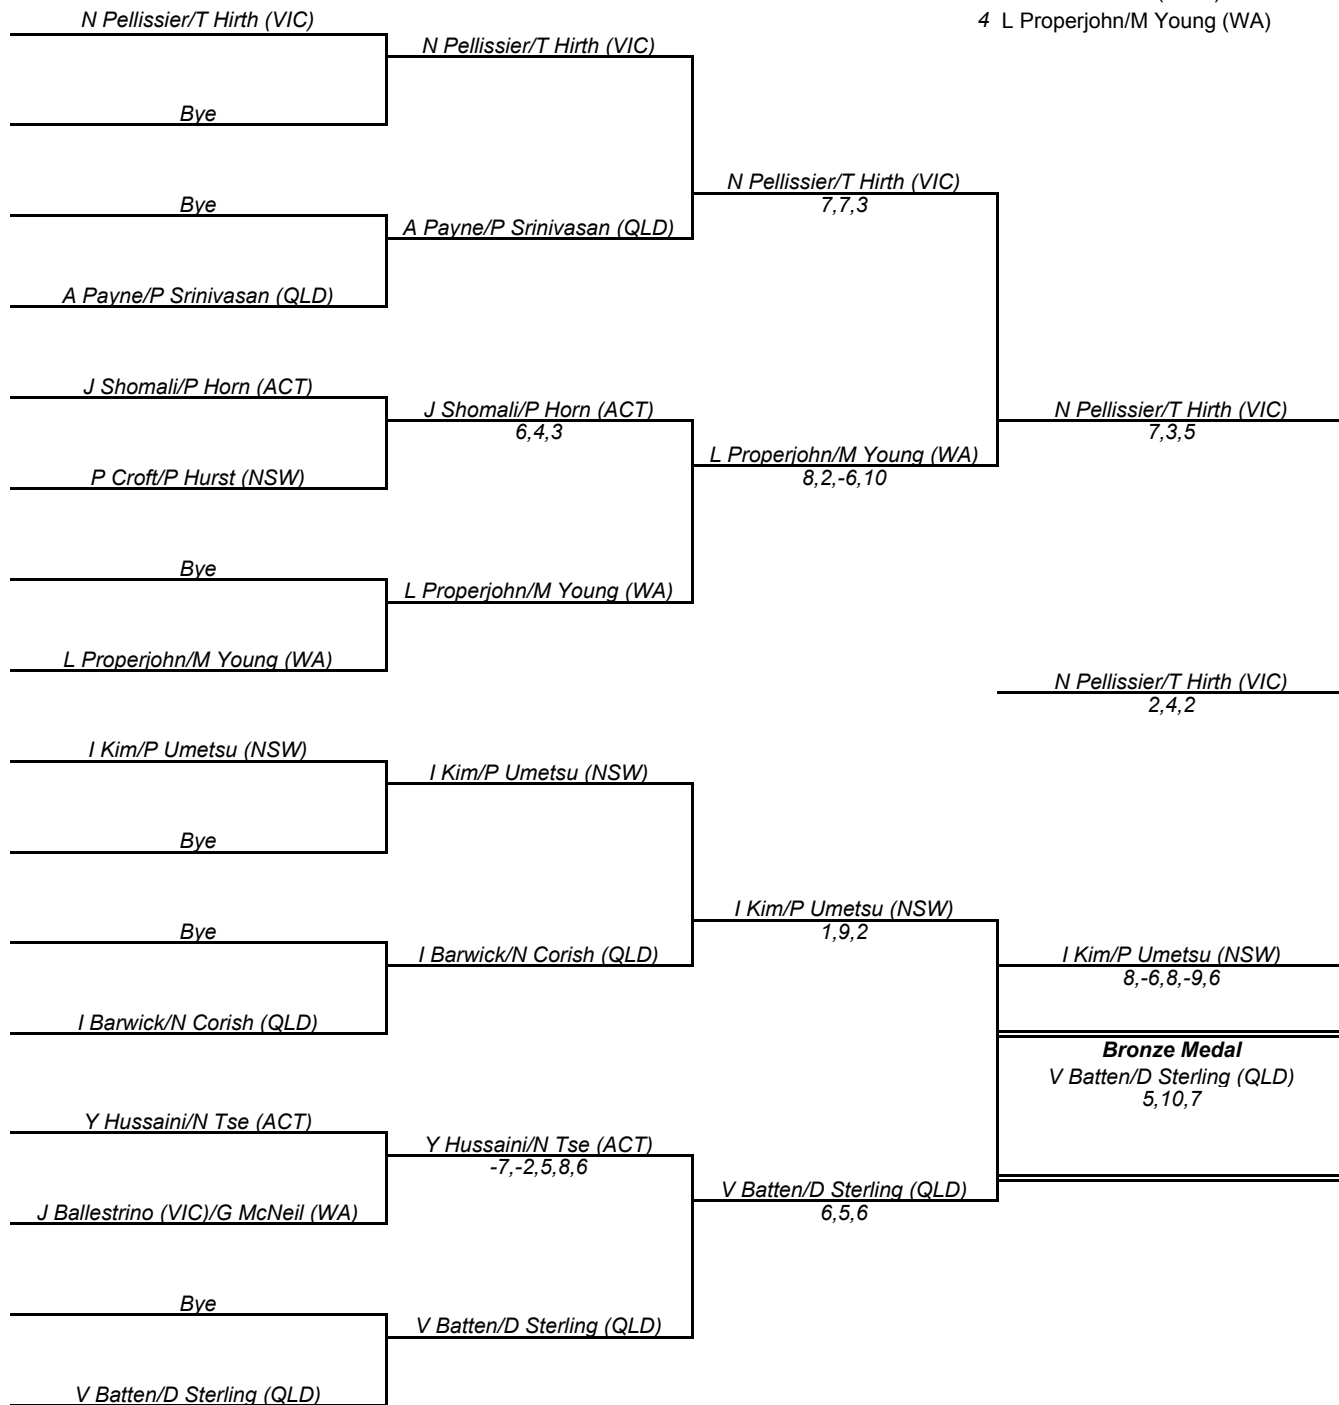 4 L Properjohn/M Young (WA)
N Pellissier/T Hirth (VIC)
N Pellissier/T Hirth (VIC)
Bye
N Pellissier/T Hirth (VIC)
7,7,3
Bye
A Payne/P Srinivasan (QLD)
A Payne/P Srinivasan (QLD)
J Shomali/P Horn (ACT)
J Shomali/P Horn (ACT)
6,4,3
N Pellissier/T Hirth (VIC)
7,3,5
P Croft/P Hurst (NSW)
L Properjohn/M Young (WA)
8,2,-6,10
Bye
L Properjohn/M Young (WA)
L Properjohn/M Young (WA)
N Pellissier/T Hirth (VIC)
2,4,2
I Kim/P Umetsu (NSW)
I Kim/P Umetsu (NSW)
Bye
I Kim/P Umetsu (NSW)
1,9,2
Bye
I Barwick/N Corish (QLD)
I Kim/P Umetsu (NSW)
8,-6,8,-9,6
I Barwick/N Corish (QLD)
Bronze Medal
V Batten/D Sterling (QLD)
5,10,7
Y Hussaini/N Tse (ACT)
Y Hussaini/N Tse (ACT)
-7,-2,5,8,6
V Batten/D Sterling (QLD)
6,5,6
J Ballestrino (VIC)/G McNeil (WA)
Bye
V Batten/D Sterling (QLD)
V Batten/D Sterling (QLD)